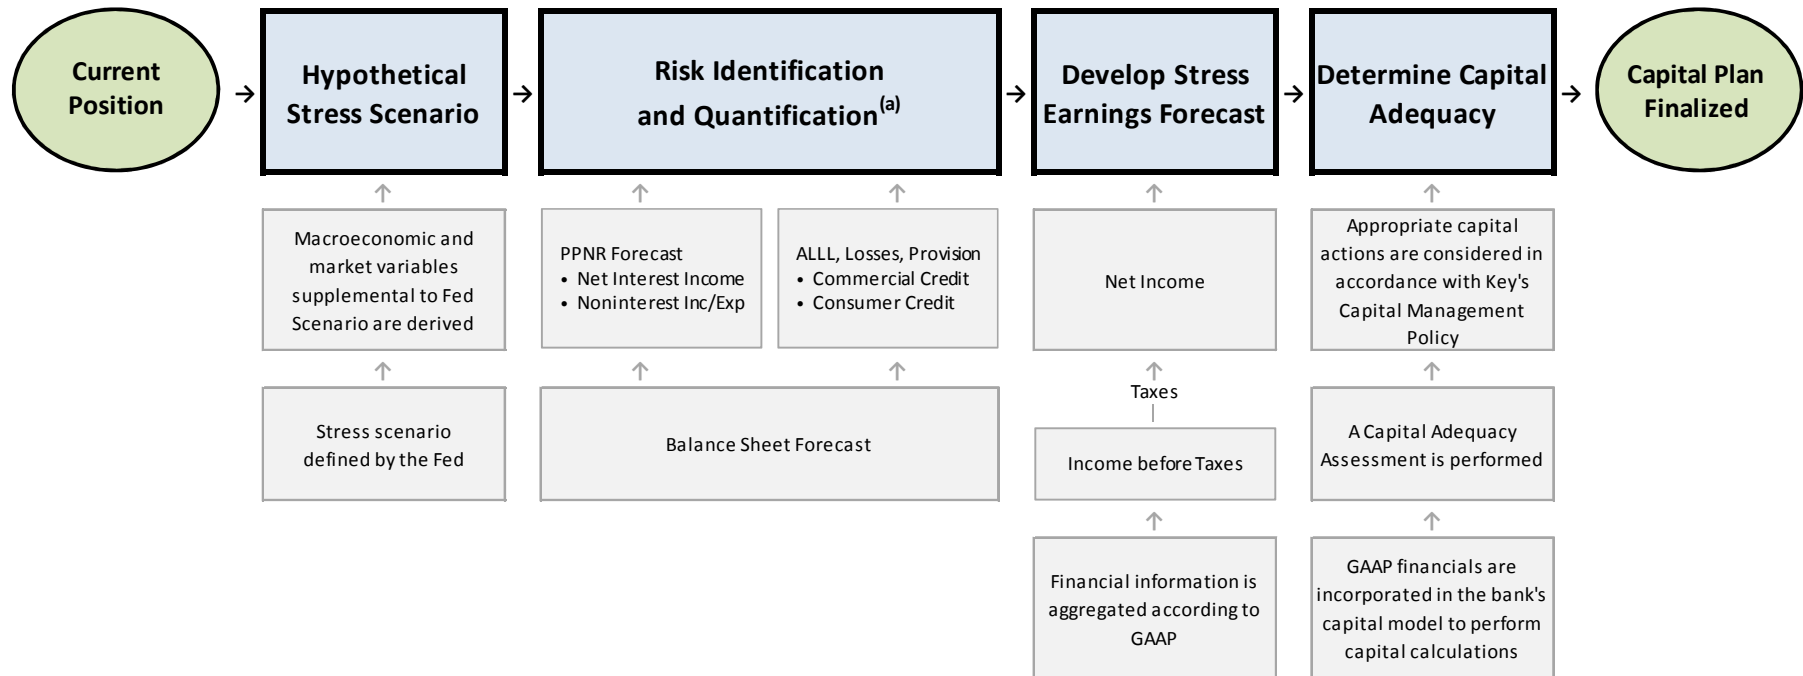 Current
Position
→
Hypothetical
Stress Scenario
→
Risk Identification
and Quantification(a)
→
Develop Stress
Earnings Forecast
→
Determine Capital
Adequacy
→
Capital Plan
Finalized
Macroeconomic and
market variables
supplemental to Fed
Scenario are derived
Stress scenario
defined by the Fed
PPNR Forecast
• Net Interest Income
• Noninterest Inc/Exp
ALLL, Losses, Provision
• Commercial Credit
• Consumer Credit
Balance Sheet Forecast
Net Income
Taxes
Income before Taxes
Financial information is
aggregated according to
GAAP
Appropriate capital
actions are considered in
accordance with Key's
Capital Management
Policy
A Capital Adequacy
Assessment is performed
GAAP financials are
incorporated in the bank's
capital model to perform
capital calculations